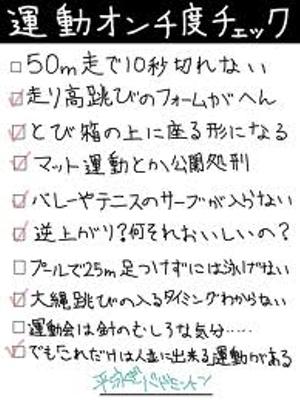 運動オンチ度チェック
50m走で10秒切れない
走り高跳びのフォームがへん
とび箱の上に座る形になる
マット運動とか公開処刑
バレーやテニスのサーブが入らない
逆上がり?何それおいしいの?
プールで25m足つけずには泳げない
大縄跳びの入るタイミングわからない
運動会は針のむしろな気分……
でも「これだけは人並に出来る」運動がある
平泳ぎとバドミントン